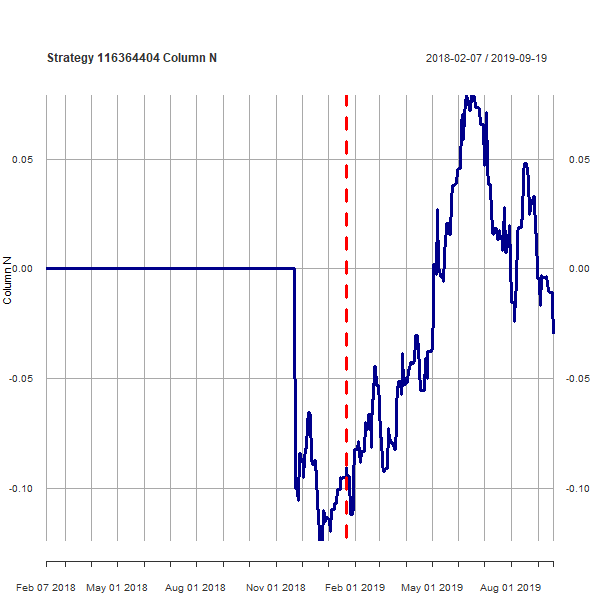 Strategy 116364404 Column N
2018-02-07 / 2019-09-19
0.05
0.05
0.00
0.00
-0.05
-0.05
-0.10
-0.10
Column N
Feb 07 2018
May 01 2018
Aug 01 2018
Nov 01 2018
Feb 01 2019
May 01 2019
Aug 01 2019